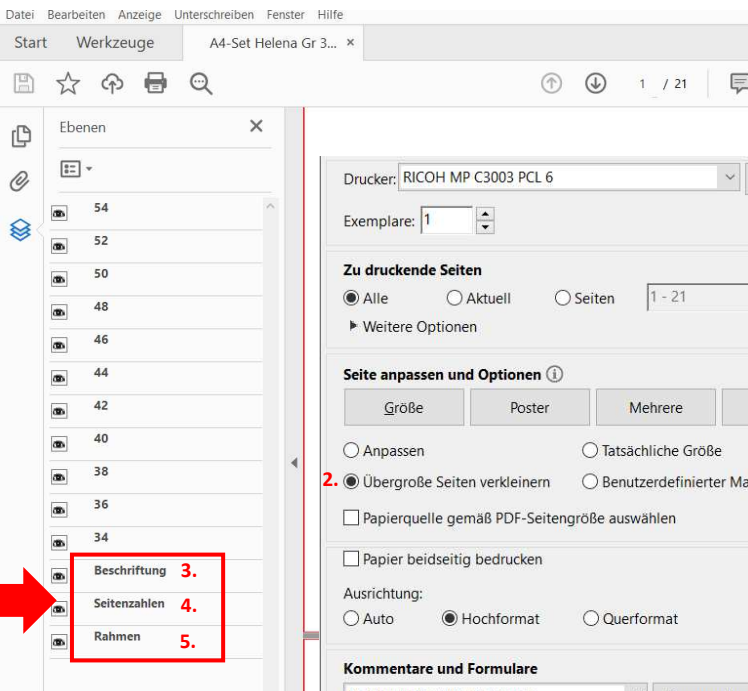 Datei Bearbeiten Anzeige Unterschreiben Fenster Hilfe
Start Werkzeuge A4-Set Helena Gr 3... ×
1 / 21
Ebenen ×
54
52
50
48
46
44
42
40
38
36
34
Beschriftung 3.
Seitenzahlen 4.
Rahmen 5.
Drucker: RICOH MP C3003 PCL 6
Exemplare: 1
Zu druckende Seiten
Alle Aktuell Seiten 1 - 21
Weitere Optionen
Seite anpassen und Optionen
Größe Poster Mehrere
Anpassen Tatsächliche Größe
2. Übergroße Seiten verkleinern Benutzerdefinierter Ma
Papierquelle gemäß PDF-Seitengröße auswählen
Papier beidseitig bedrucken
Ausrichtung:
Auto Hochformat Querformat
Kommentare und Formulare